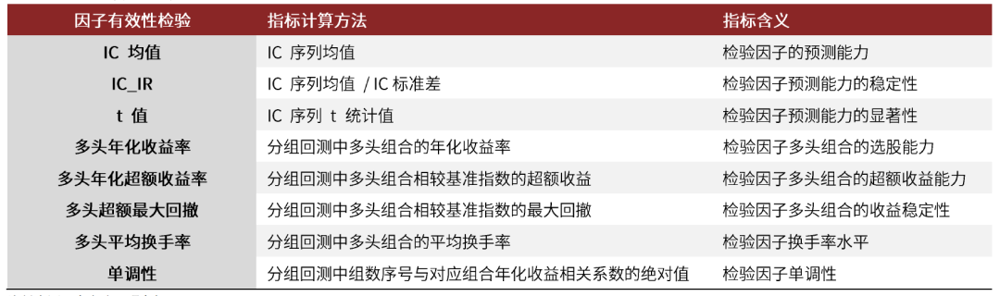 因子有效性检验 指标计算方法 指标含义
IC 均值 IC 序列均值 检验因子的预测能力
IC_IR IC 序列均值 / IC 标准差 检验因子预测能力的稳定性
t 值 IC 序列 t 统计值 检验因子预测能力的显著性
多头年化收益率 分组回测中多头组合的年化收益率 检验因子多头组合的选股能力
多头年化超额收益率 分组回测中多头组合相较基准指数的超额收益 检验因子多头组合的超额收益能力
多头超额最大回撤 分组回测中多头组合相较基准指数的最大回撤 检验因子多头组合的收益稳定性
多头平均换手率 分组回测中多头组合的平均换手率 检验因子换手率水平
单调性 分组回测中组数序号与对应组合年化收益相关系数的绝对值 检验因子单调性